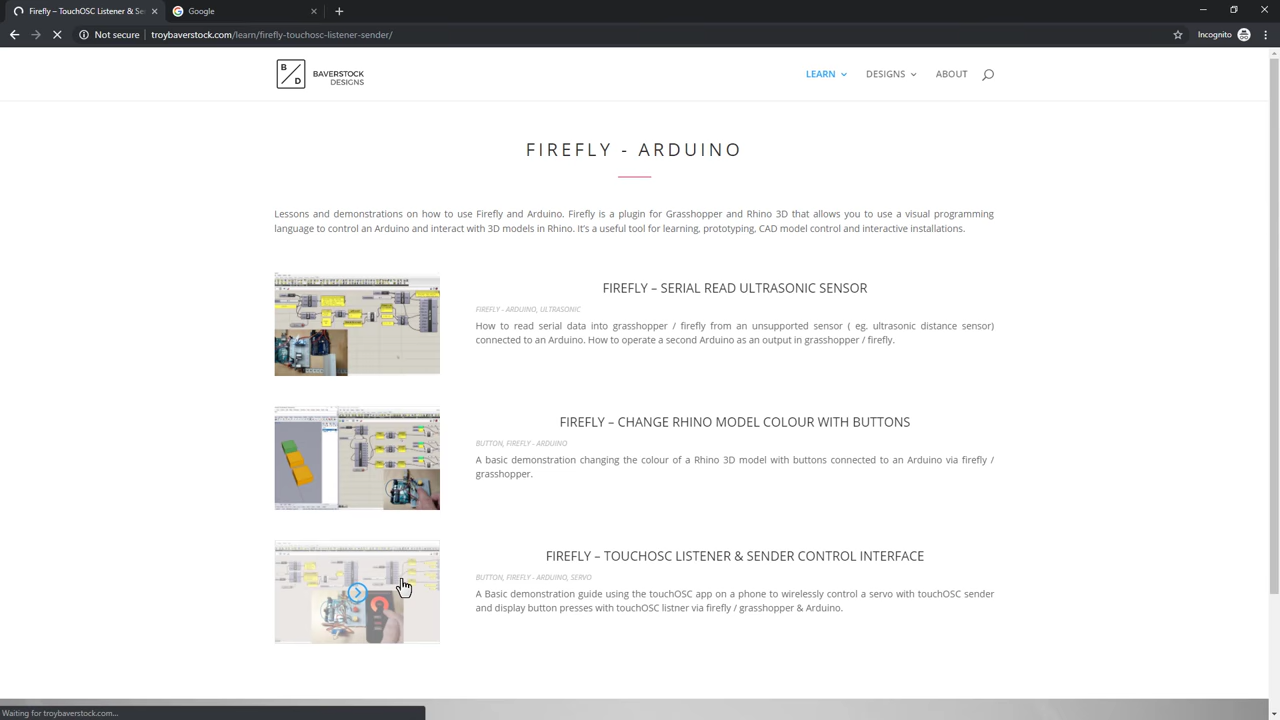 Firefly – TouchOSC Listener & Se
Google
Not secure
troybaverstock.com/learn/firefly-touchosc-listener-sender/
Incognito
B D
BAVERSTOCK
DESIGNS
LEARN
DESIGNS
ABOUT
FIREFLY - ARDUINO
Lessons and demonstrations on how to use Firefly and Arduino. Firefly is a plugin for Grasshopper and Rhino 3D that allows you to use a visual programming
language to control an Arduino and interact with 3D models in Rhino. It's a useful tool for learning, prototyping, CAD model control and interactive installations.
FIREFLY – SERIAL READ ULTRASONIC SENSOR
FIREFLY - ARDUINO, ULTRASONIC
How to read serial data into grasshopper / firefly from an unsupported sensor ( eg. ultrasonic distance sensor)
connected to an Arduino. How to operate a second Arduino as an output in grasshopper / firefly.
FIREFLY – CHANGE RHINO MODEL COLOUR WITH BUTTONS
BUTTON, FIREFLY - ARDUINO
A basic demonstration changing the colour of a Rhino 3D model with buttons connected to an Arduino via firefly /
grasshopper.
FIREFLY – TOUCHOSC LISTENER & SENDER CONTROL INTERFACE
BUTTON, FIREFLY - ARDUINO, SERVO
A Basic demonstration guide using the touchOSC app on a phone to wirelessly control a servo with touchOSC sender
and display button presses with touchOSC listner via firefly / grasshopper & Arduino.
Waiting for troybaverstock.com...